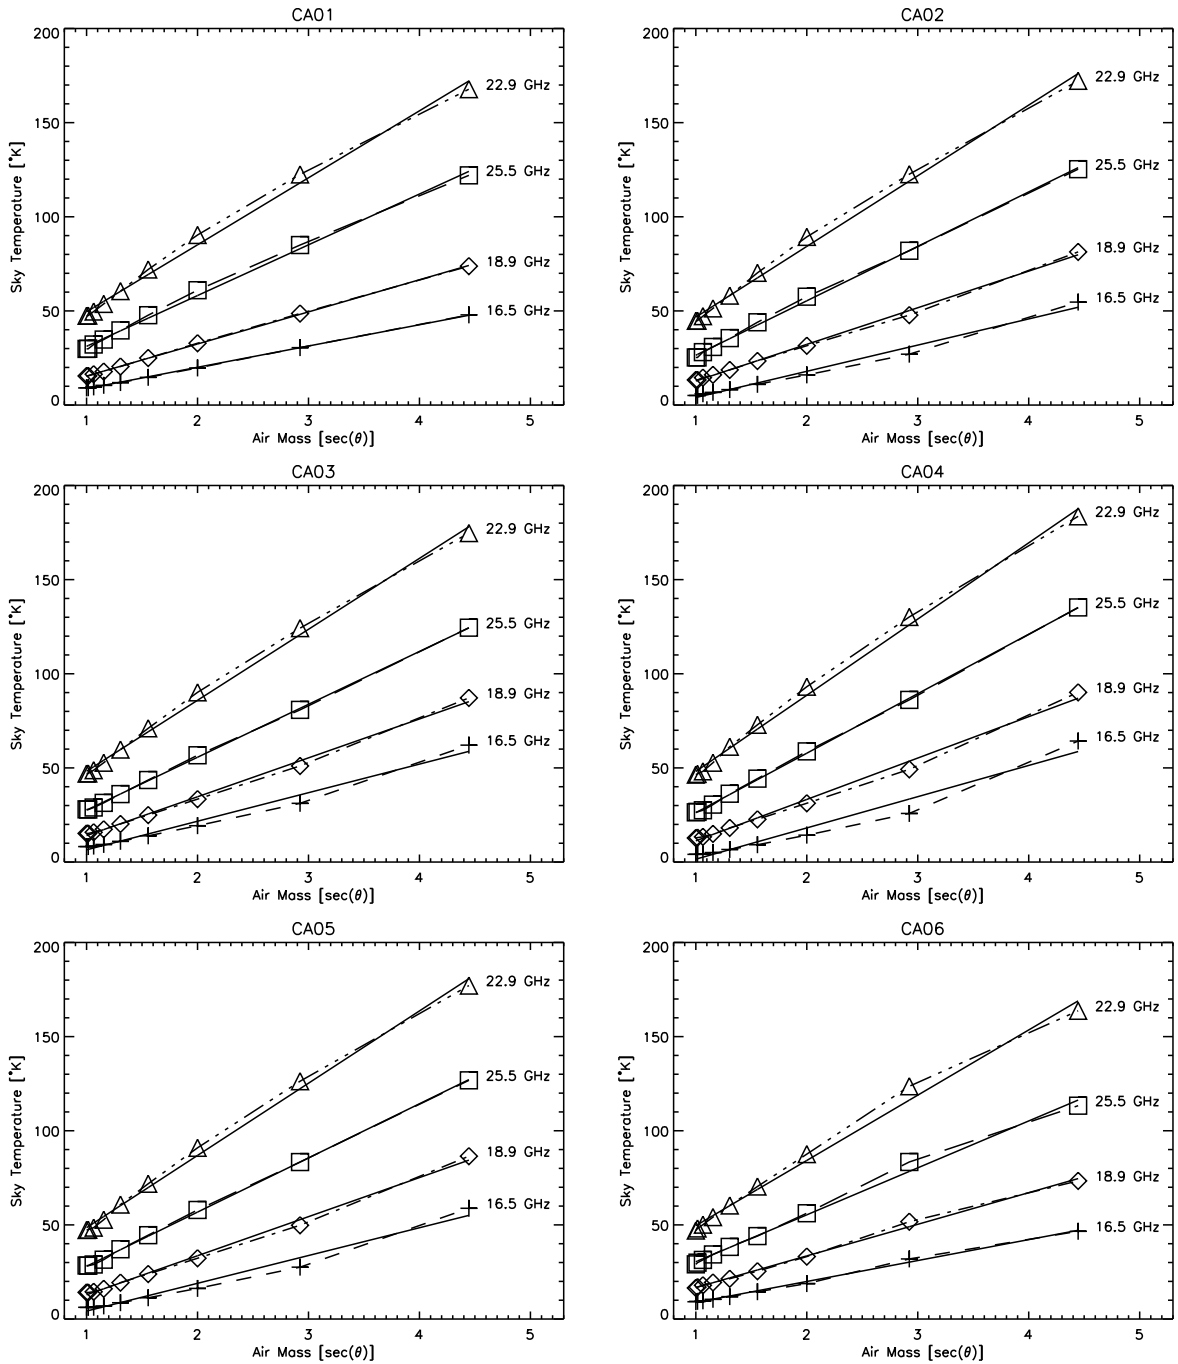 CA01
200
150
100
50
0
Sky Temperature [°K]
22.9 GHz
25.5 GHz
18.9 GHz
16.5 GHz
1 2 3 4 5
Air Mass [sec(θ)]
CA02
200
150
100
50
0
Sky Temperature [°K]
22.9 GHz
25.5 GHz
18.9 GHz
16.5 GHz
1 2 3 4 5
Air Mass [sec(θ)]
CA03
200
150
100
50
0
Sky Temperature [°K]
22.9 GHz
25.5 GHz
18.9 GHz
16.5 GHz
1 2 3 4 5
Air Mass [sec(θ)]
CA04
200
150
100
50
0
Sky Temperature [°K]
22.9 GHz
25.5 GHz
18.9 GHz
16.5 GHz
1 2 3 4 5
Air Mass [sec(θ)]
CA05
200
150
100
50
0
Sky Temperature [°K]
22.9 GHz
25.5 GHz
18.9 GHz
16.5 GHz
1 2 3 4 5
Air Mass [sec(θ)]
CA06
200
150
100
50
0
Sky Temperature [°K]
22.9 GHz
25.5 GHz
18.9 GHz
16.5 GHz
1 2 3 4 5
Air Mass [sec(θ)]